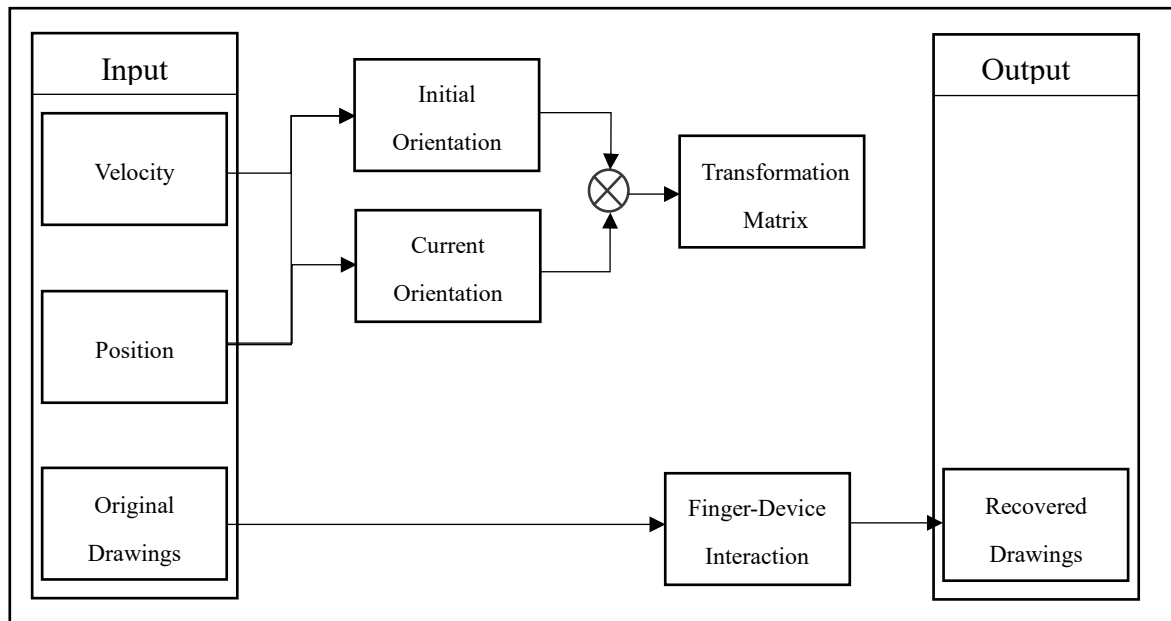 Input
Output
Velocity
Position
Original
Drawings
Initial
Orientation
Current
Orientation
Transformation
Matrix
Finger-Device
Interaction
Recovered
Drawings